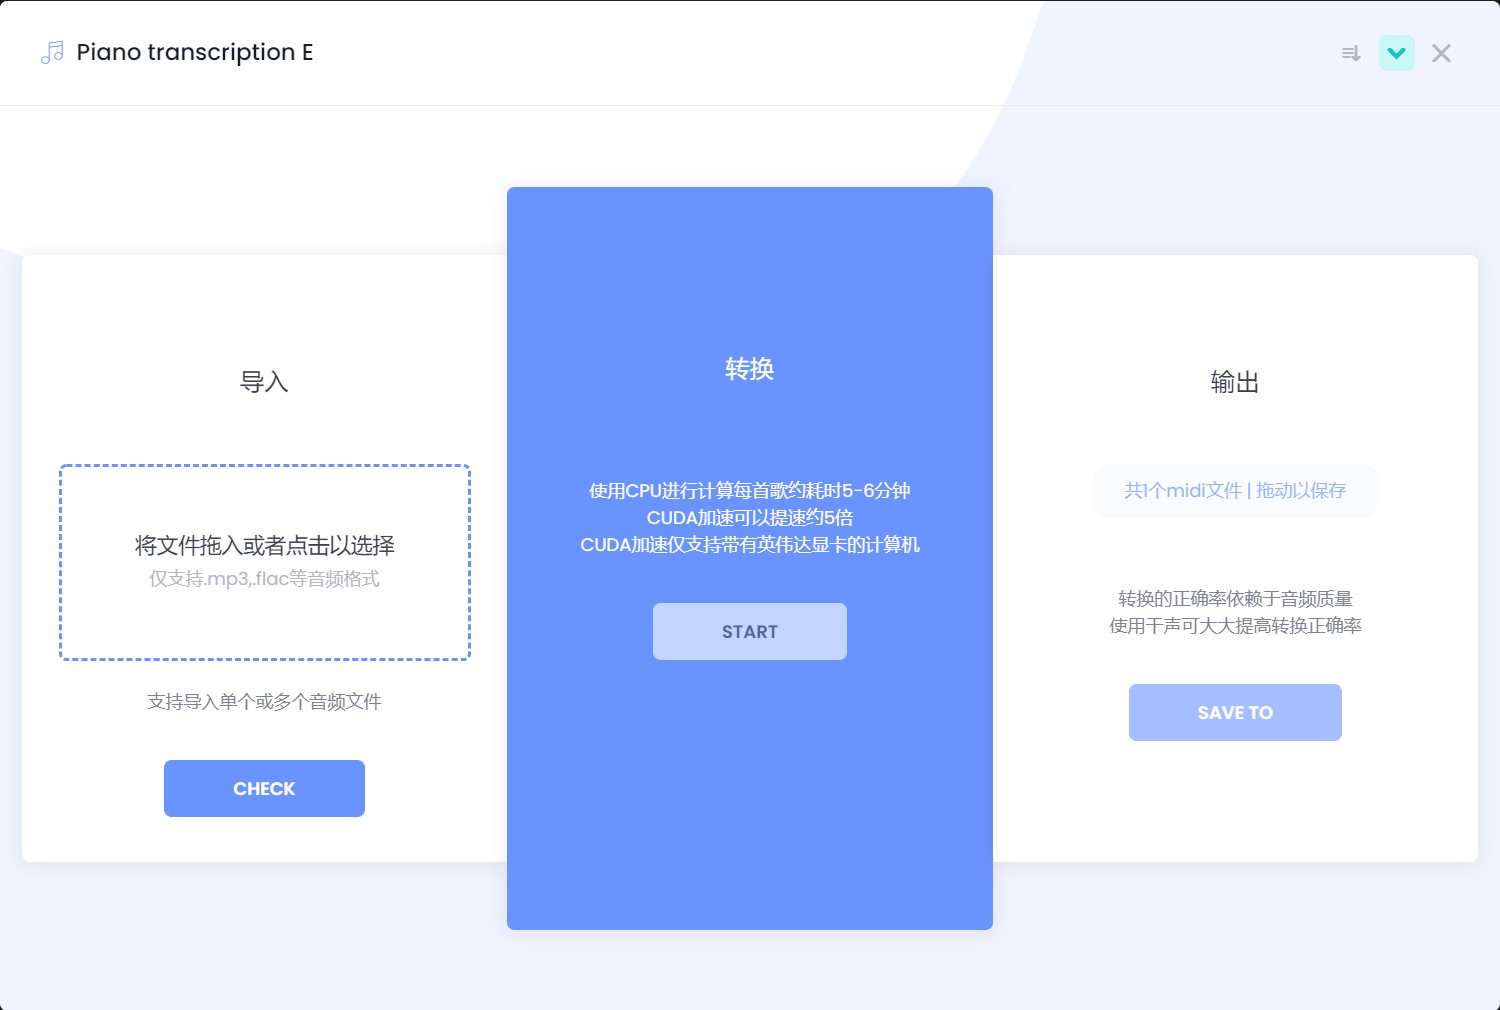 Piano transcription E
导入
将文件拖入或者点击以选择
仅支持.mp3,.flac等音频格式
支持导入单个或多个音频文件
CHECK
转换
使用CPU进行计算每首歌约耗时5-6分钟
CUDA加速可以提速约5倍
CUDA加速仅支持带有英伟达显卡的计算机
START
输出
共1个midi文件 | 拖动以保存
转换的正确率依赖于音频质量
使用干声可大大提高转换正确率
SAVE TO